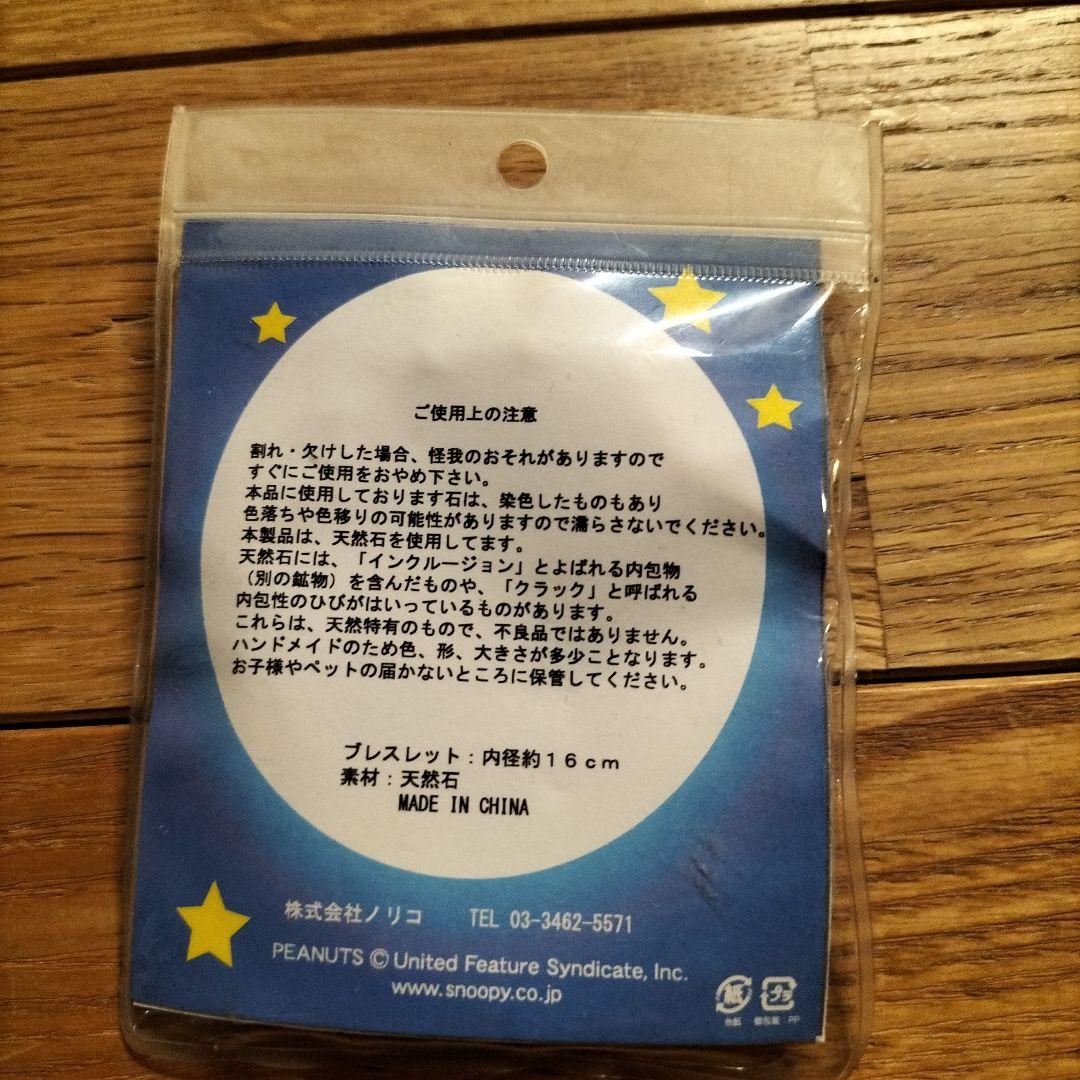 ご使用上の注意
割れ・欠けした場合、怪我のおそれがありますので
すぐにご使用をおやめ下さい。
本品に使用しております石は、染色したものもあり
色落ちや色移りの可能性がありますので濡らさないでください。
本製品は、天然石を使用してます。
天然石には、「インクルージョン」とよばれる内包物
(別の鉱物)を含んだものや、「クラック」と呼ばれる
内包性のひびがはいっているものがあります。
これらは、天然特有のもので、不良品ではありません。
ハンドメイドのため色、形、大きさが多少ことなります。
お子様やペットの届かないところに保管してください。
ブレスレット:内径約16cm
素材:天然石
MADE IN CHINA
株式会社ノリコ TEL 03-3462-5571
PEANUTS © United Feature Syndicate, Inc.
www.snoopy.co.jp
紙 プラ
台紙 個包装:PP